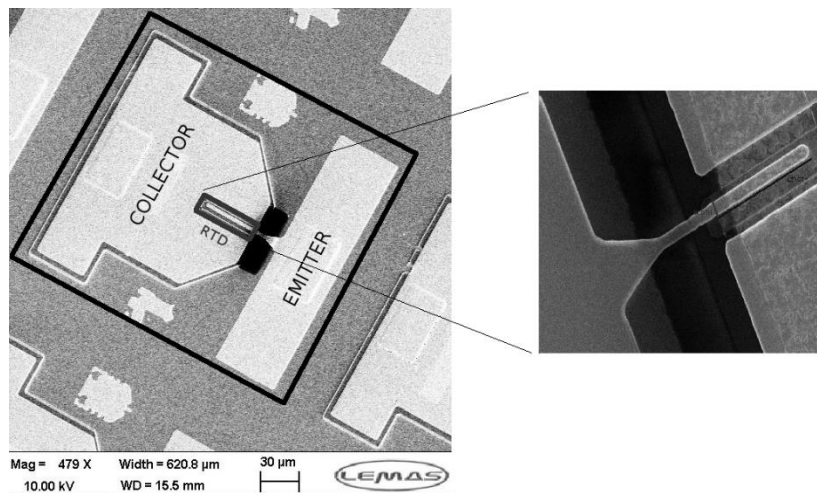 COLLECTOR
RTD
EMITTER
Mag = 479 X Width = 620.8 µm 30 µm
10.00 kV WD = 15.5 mm LEMAS